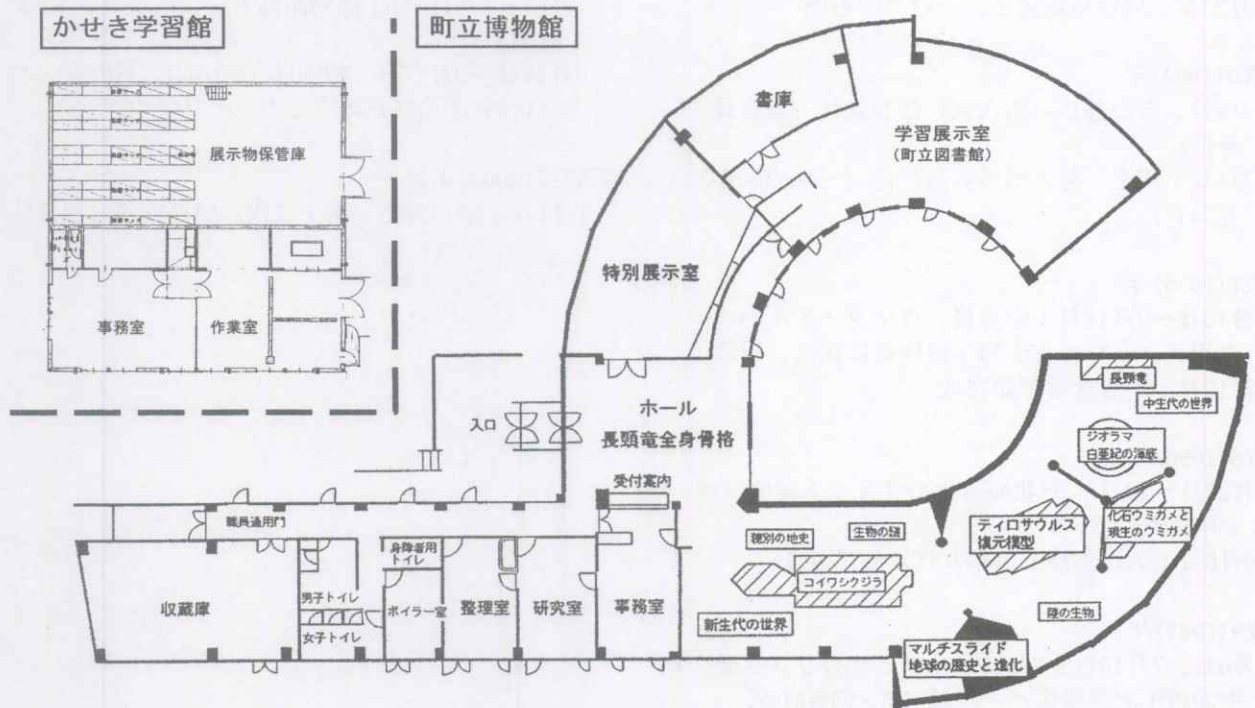 かせき学習館
町立博物館
展示物保管庫
事務室
作業室
書庫
学習展示室
(町立図書館)
特別展示室
ホール
長頸竜全身骨格
入口
受付案内
職員通用門
収蔵庫
男子トイレ
女子トイレ
身障者用
トイレ
ボイラー室
整理室
研究室
事務室
穂別の地史
生物の謎
コイワシクジラ
新生代の世界
マルチスライド
地球の歴史と進化
陸の生物
ティロサウルス
復元模型
化石ウミガメと
現生のウミガメ
ジオラマ
白亜紀の海底
中生代の世界
長頸竜